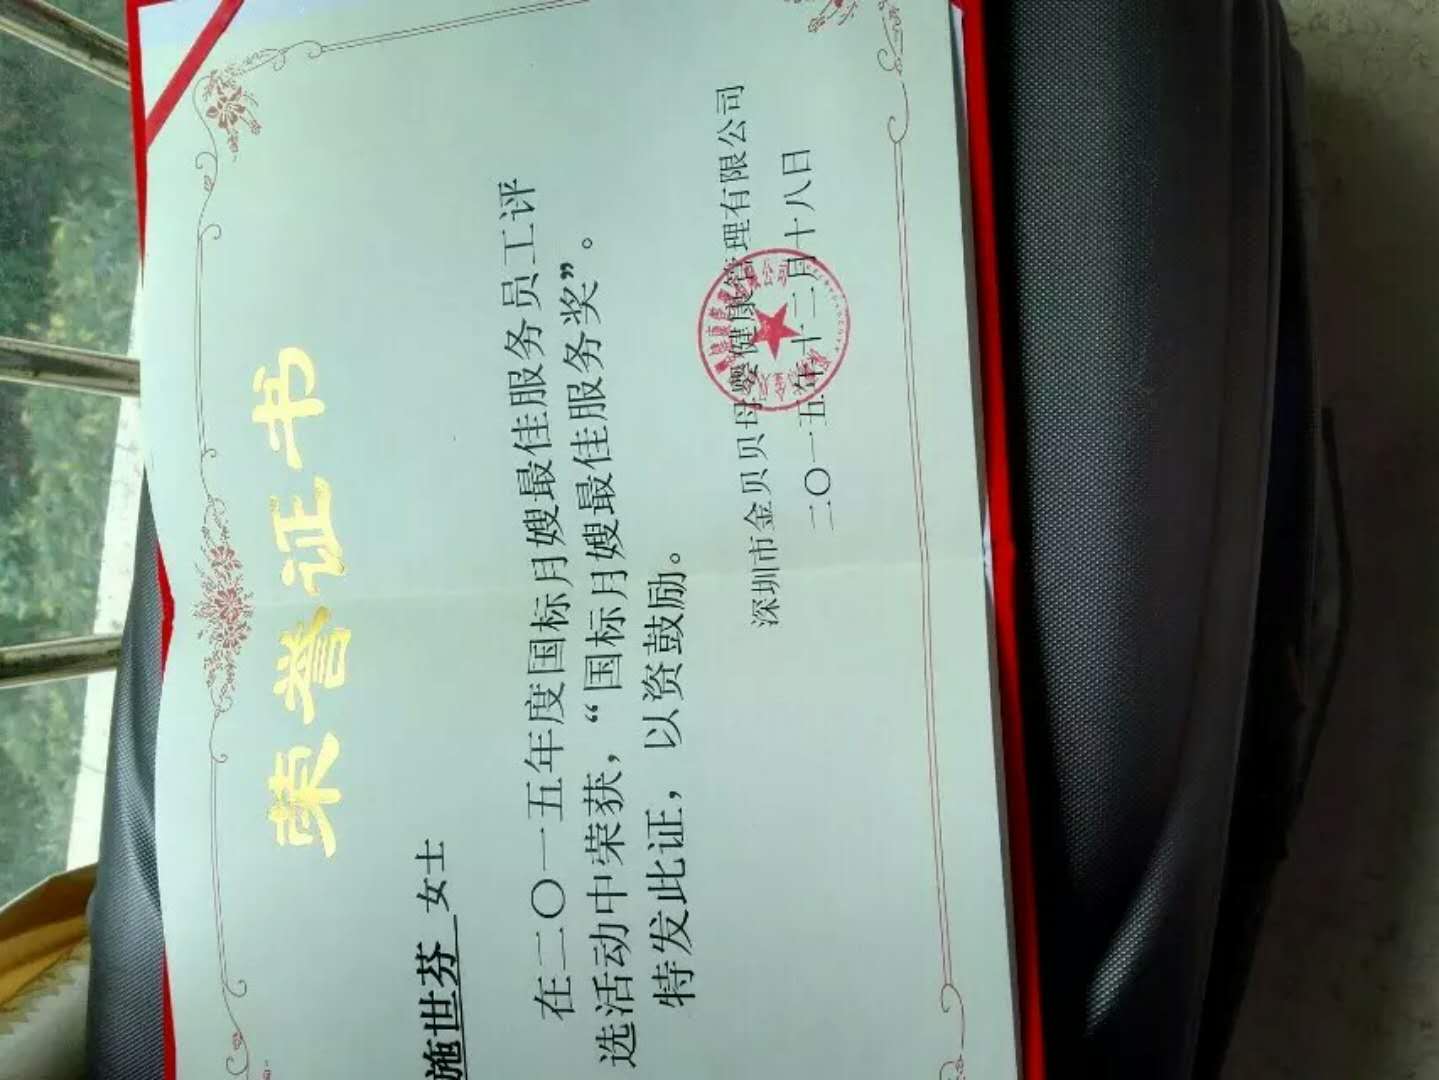 荣誉证书
施世芬 女士
在二〇一五年度国标月嫂最佳服务员工评
选活动中荣获，“国标月嫂最佳服务奖”。
特发此证，以资鼓励。
深圳市金贝贝母婴健康管理有限公司
二〇一五年十二月十八日